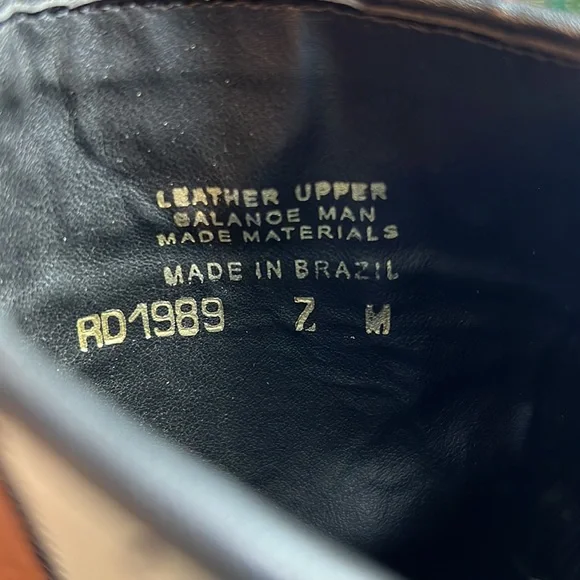 LEATHER UPPER
BALANCE MAN
MADE MATERIALS
MADE IN BRAZIL
RD1989 7 M